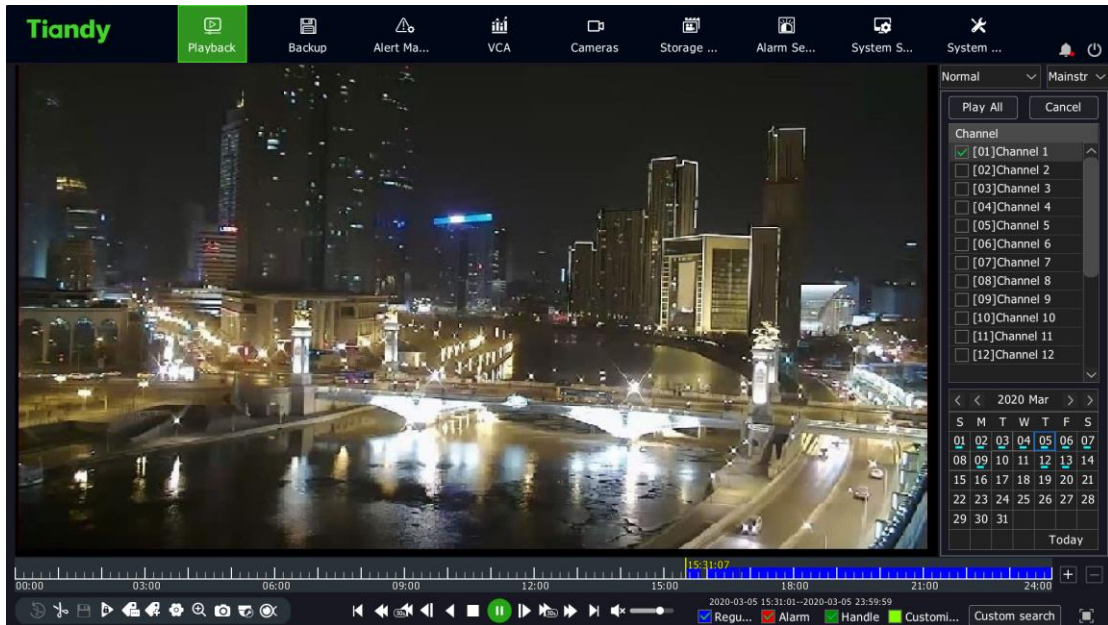 Tiandy
Playback Backup Alert Ma... VCA Cameras Storage ... Alarm Se... System S... System ...
Normal Mainstr
Play All Cancel
Channel
[01]Channel 1
[02]Channel 2
[03]Channel 3
[04]Channel 4
[05]Channel 5
[06]Channel 6
[07]Channel 7
[08]Channel 8
[09]Channel 9
[10]Channel 10
[11]Channel 11
[12]Channel 12
2020 Mar
S M T W T F S
01 02 03 04 05 06 07
08 09 10 11 12 13 14
15 16 17 18 19 20 21
22 23 24 25 26 27 28
29 30 31
Today
15:31:07
00:00 03:00 06:00 09:00 12:00 15:00 18:00 21:00 24:00
2020-03-05 15:31:01--2020-03-05 23:59:59
Regu... Alarm Handle Customi... Custom search